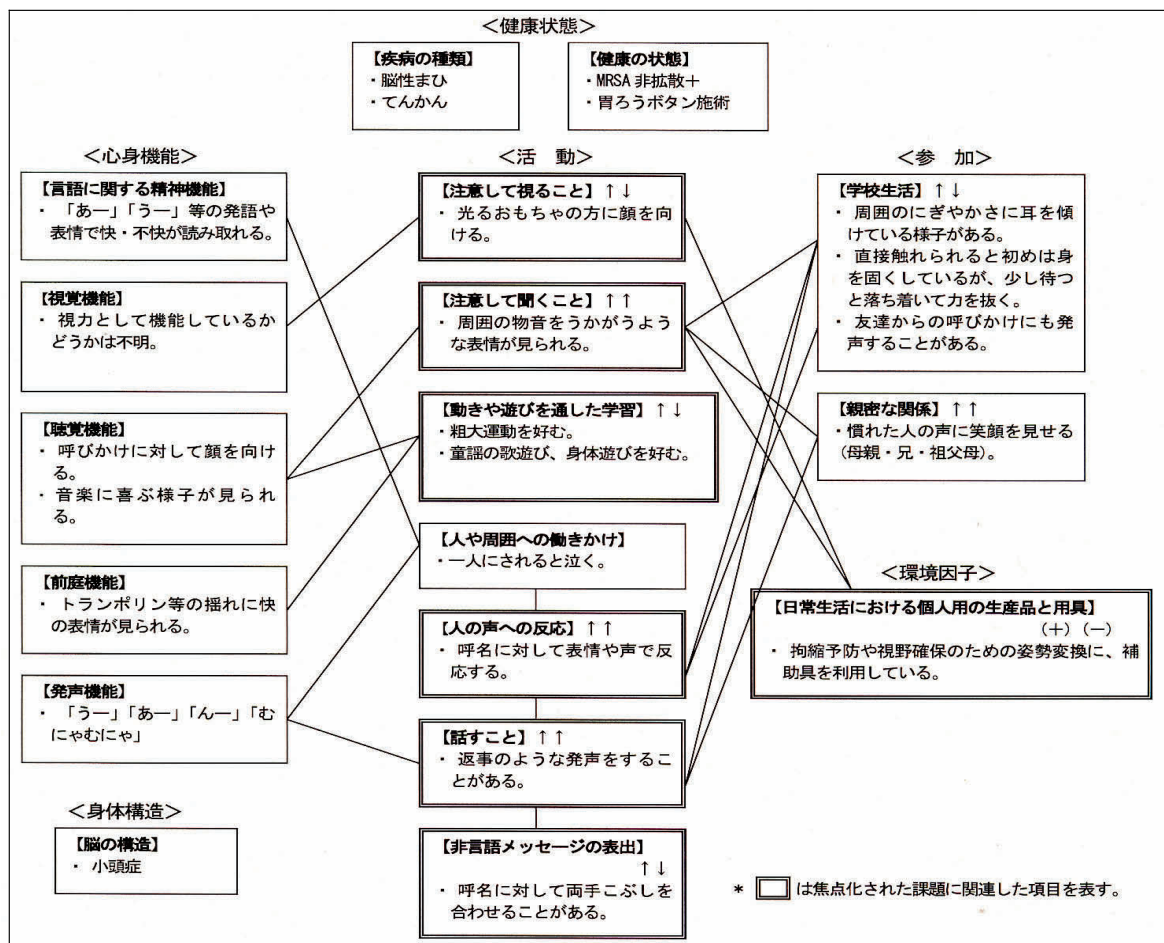 ＜健康状態＞
【疾病の種類】
・脳性まひ
・てんかん
【健康の状態】
・MRSA 非拡散＋
・胃ろうボタン施術
＜心身機能＞
【言語に関する精神機能】
・「あー」「うー」等の発語や
表情で快・不快が読み取れる。
【視覚機能】
・視力として機能しているか
どうかは不明。
【聴覚機能】
・呼びかけに対して顔を向け
る。
・音楽に喜ぶ様子が見られ
る。
【前庭機能】
・トランポリン等の揺れに快
の表情が見られる。
【発声機能】
・「うー」「あー」「んー」「む
にゃむにゃ」
＜身体構造＞
【脳の構造】
・小頭症
＜活　動＞
【注意して視ること】↑↓
・光るおもちゃの方に顔を向
ける。
【注意して聞くこと】↑↑
・周囲の物音をうかがうよう
な表情が見られる。
【動きや遊びを通した学習】↑↓
・粗大運動を好む。
・童謡の歌遊び、身体遊びを好む。
【人や周囲への働きかけ】
・一人にされると泣く。
【人の声への反応】↑↑
・呼名に対して表情や声で反
応する。
【話すこと】↑↑
・返事のような発声をするこ
とがある。
【非言語メッセージの表出】
↑↓
・呼名に対して両手こぶしを
合わせることがある。
＜参　加＞
【学校生活】↑↓
・周囲のにぎやかさに耳を傾
けている様子がある。
・直接触れられると初めは身
を固くしているが、少し待つ
と落ち着いて力を抜く。
・友達からの呼びかけにも発
声することがある。
【親密な関係】↑↑
・慣れた人の声に笑顔を見せる
（母親・兄・祖父母）。
＜環境因子＞
【日常生活における個人用の生産品と用具】
（＋）（－）
・拘縮予防や視野確保のための姿勢変換に、補
助具を利用している。
* は焦点化された課題に関連した項目を表す。